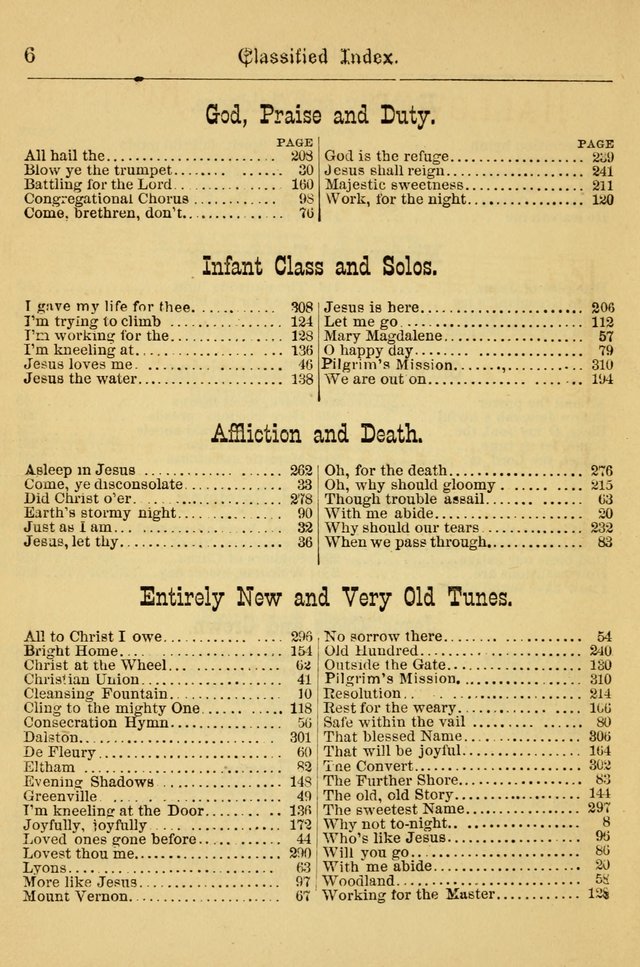 6 Classified Index.
God, Praise and Duty.
PAGE
All hail the........................ 208
Blow ye the trumpet........ ...... 30
Battling for the Lord............... 160
Congregational Chorus ............ 98
Come, brethren, don't.............. 76
PAGE
God is the refuge.................... 239
Jesus shall reign.................... 241
Majestic sweetness.................. 211
Work, for the night................. 120
Infant Class and Solos.
I gave my life for thee............ 308
I'm trying to climb ................ 124
I'm working for the................ 128
I'm kneeling at..................... 136
Jesus loves me..................... 46
Jesus the water..................... 138
Jesus is here........................ 206
Let me go .......................... 112
Mary Magdalene.................... 57
O happy day........ ............... 79
Pilgrim's Mission................... 310
We are out on...................... 194
Affliction and Death.
Asleep in Jesus .................... 262
Come, ye disconsolate.............. 33
Did Christ o'er...................... 278
Earth's stormy night............... 90
Just as I am........................ 32
Jesus, let thy....................... 36
Oh, for the death................... 276
Oh, why should gloomy ........... 215
Though trouble assail.............. 63
With me abide...................... 20
Why should our tears.............. 232
When we pass through............. 83
Entirely New and Very Old Tunes.
All to Christ I owe................. 296
Bright Home....................... 154
Christ at the Wheel................ 62
Christian Union.................... 41
Cleansing Fountain................ 10
Cling to the mighty One........... 118
Consecration Hymn................ 56
Dalston............................. 301
De Fleury.......................... 60
Eltham ............................ 82
Evening Shadows.................. 148
Greenville ......................... 49
I'm kneeling at the Door........... 136
Joyfully, joyfully .................. 172
Loved ones gone before............ 44
Lovest thou me..................... 290
Lyons............................... 63
More like Jesus..................... 97
Mount Vernon...................... 67
No sorrow there.................... 54
Old Hundred....................... 240
Outside the Gate................... 130
Pilgrim's Mission................... 310
Resolution.......................... 214
Rest for the weary.................. 166
Safe within the vail ................ 80
That blessed Name................. 306
That will be joyful.................. 164
The Convert........................ 302
The Further Shore.................. 83
The old, old Story.................. 144
The sweetest Name................. 297
Why not to-night................... 8
Who's like Jesus.................... 96
Will you go......................... 86
With me abide...................... 20
Woodland.......................... 58
Working for the Master............ 128